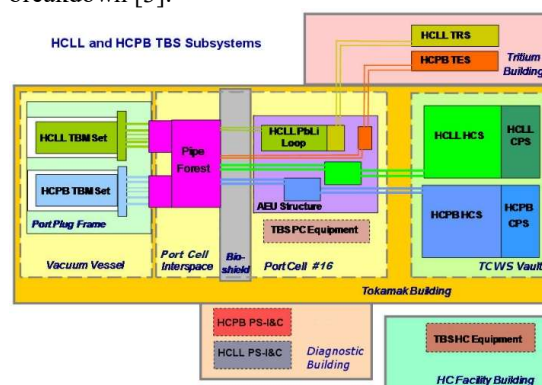 breakdown [5].
HCLL and HCPB TBS Subsystems
HCLL TRS
HCPB TES
Tritium
Building
HCLL TBM Set
HCPB TBM Set
Port Plug Frame
Vacuum Vessel
Pipe
Forest
Port Cell
Interspace
Bio-
shield
HCLL PbLi
Loop
AEU Structure
TBS PC Equipment
Port Cell #16
HCLL HCS
HCLL
CPS
HCPB HCS
HCPB
CPS
TCWS Vault
Tokamak Building
HCPB PS-I&C
HCLL PS-I&C
Diagnostic
Building
TBS HC Equipment
HC Facility Building